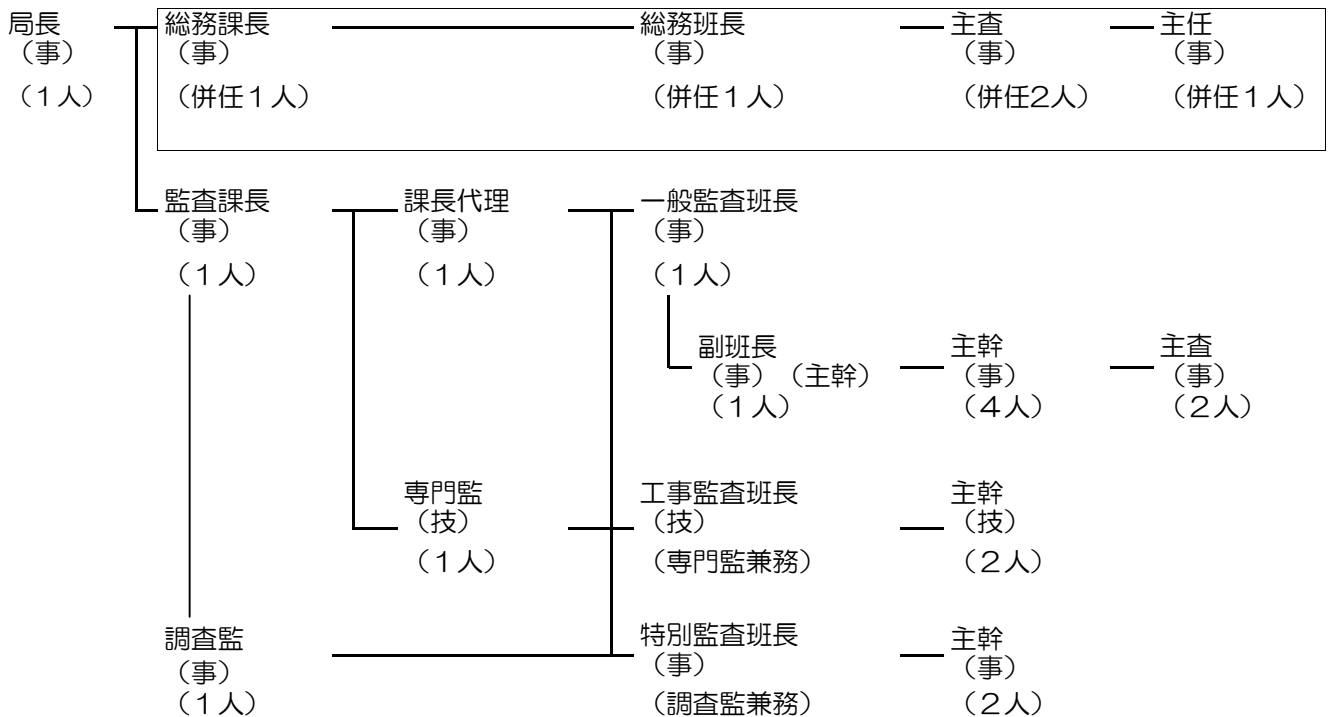 局長
（事）
（1人）
総務課長
（事）
（併任１人）
総務班長
（事）
（併任１人）
主査
（事）
（併任2人）
主任
（事）
（併任１人）
監査課長
（事）
（1人）
課長代理
（事）
（1人）
一般監査班長
（事）
（1人）
副班長
（事）（主幹）
（1人）
主幹
（事）
（4人）
主査
（事）
（2人）
専門監
（技）
（1人）
工事監査班長
（技）
（専門監兼務）
主幹
（技）
（2人）
調査監
（事）
（1人）
特別監査班長
（事）
（調査監兼務）
主幹
（事）
（2人）